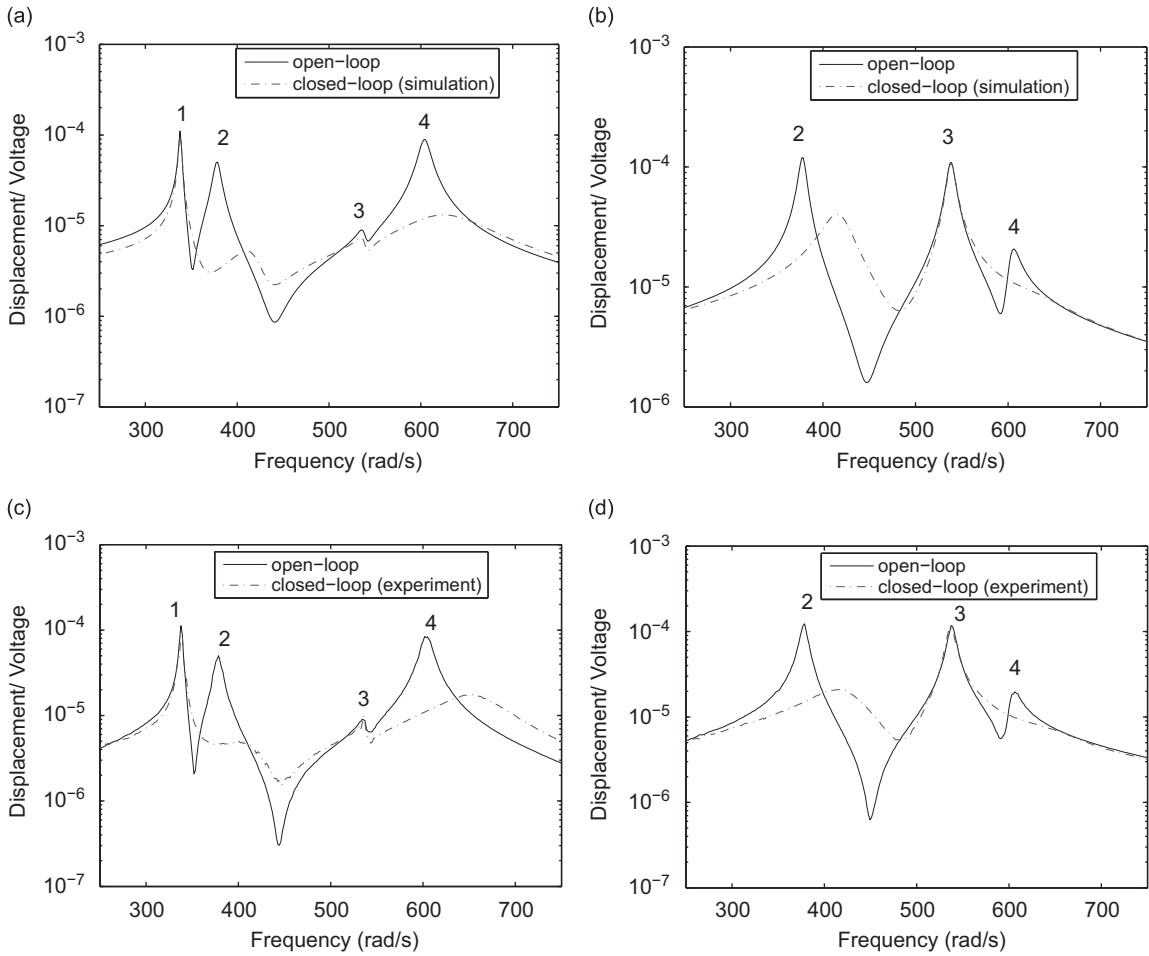 (a)
10−3
10−4
10−5
10−6
10−7
Displacement/ Voltage
open−loop
closed−loop (simulation)
1
2
3
4
300
400
500
600
700
Frequency (rad/s)
(b)
10−3
10−4
10−5
10−6
Displacement/ Voltage
open−loop
closed−loop (simulation)
2
3
4
300
400
500
600
700
Frequency (rad/s)
(c)
10−3
10−4
10−5
10−6
10−7
Displacement/ Voltage
open−loop
closed−loop (experiment)
1
2
3
4
300
400
500
600
700
Frequency (rad/s)
(d)
10−3
10−4
10−5
10−6
10−7
Displacement/ Voltage
open−loop
closed−loop (experiment)
2
3
4
300
400
500
600
700
Frequency (rad/s)